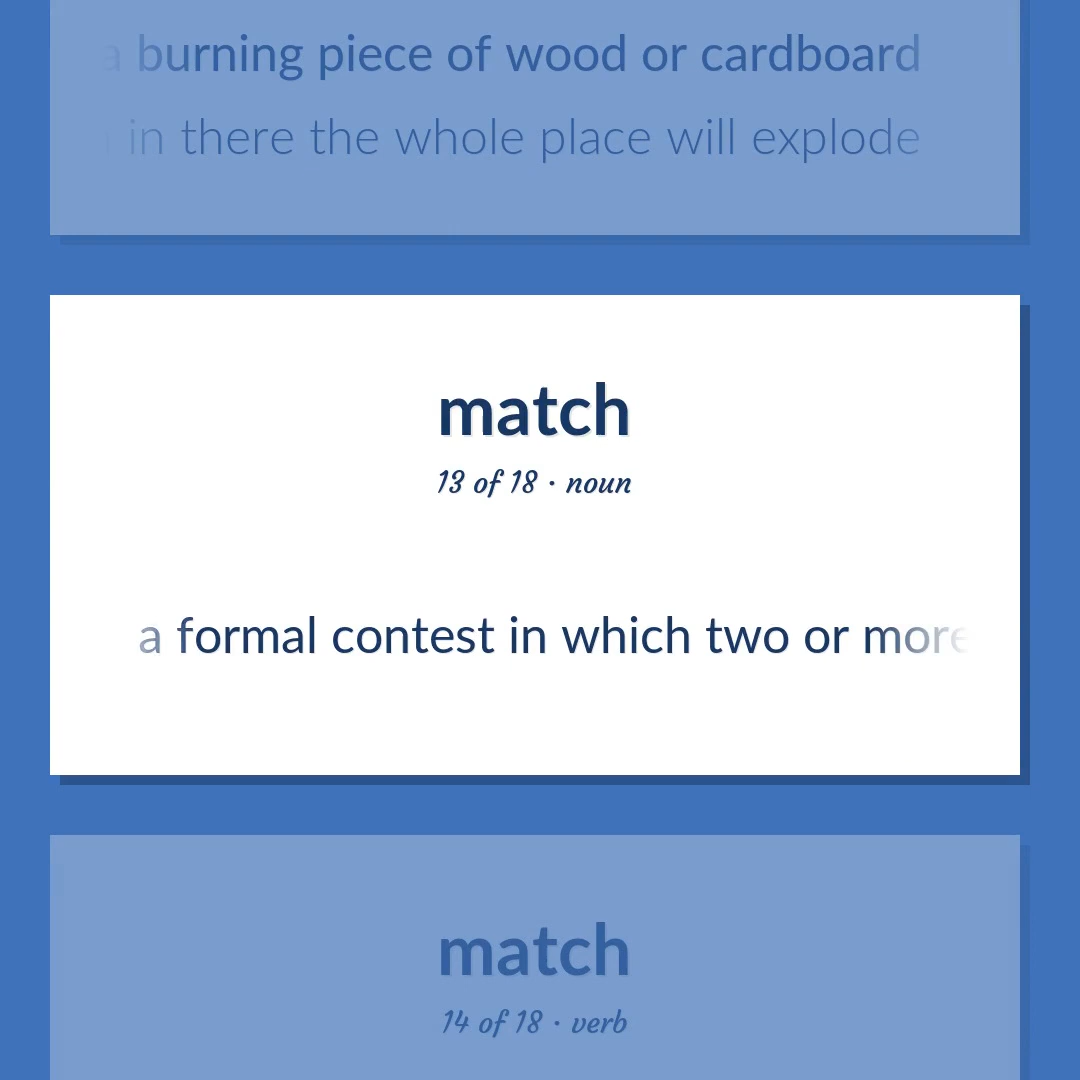 a burning piece of wood or cardboard
in there the whole place will explode
match
13 of 18 · noun
a formal contest in which two or more
match
14 of 18 · verb